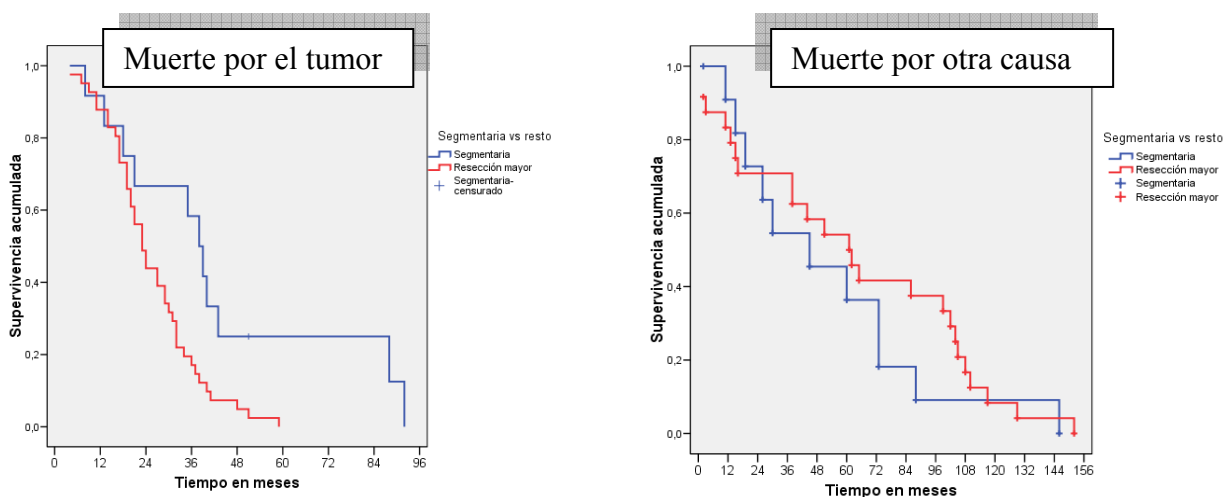 Muerte por el tumor
1,0
0,8
0,6
0,4
0,2
0,0
Supervivencia acumulada
0 12 24 36 48 60 72 84 96
Tiempo en meses
Segmentaria vs resto
Segmentaria
Resección mayor
Segmentaria-
censurado
Muerte por otra causa
1,0
0,8
0,6
0,4
0,2
0,0
Supervivencia acumulada
0 12 24 36 48 60 72 84 96 108 120 132 144 156
Tiempo en meses
Segmentaria vs resto
Segmentaria
Resección mayor
Segmentaria
Resección mayor